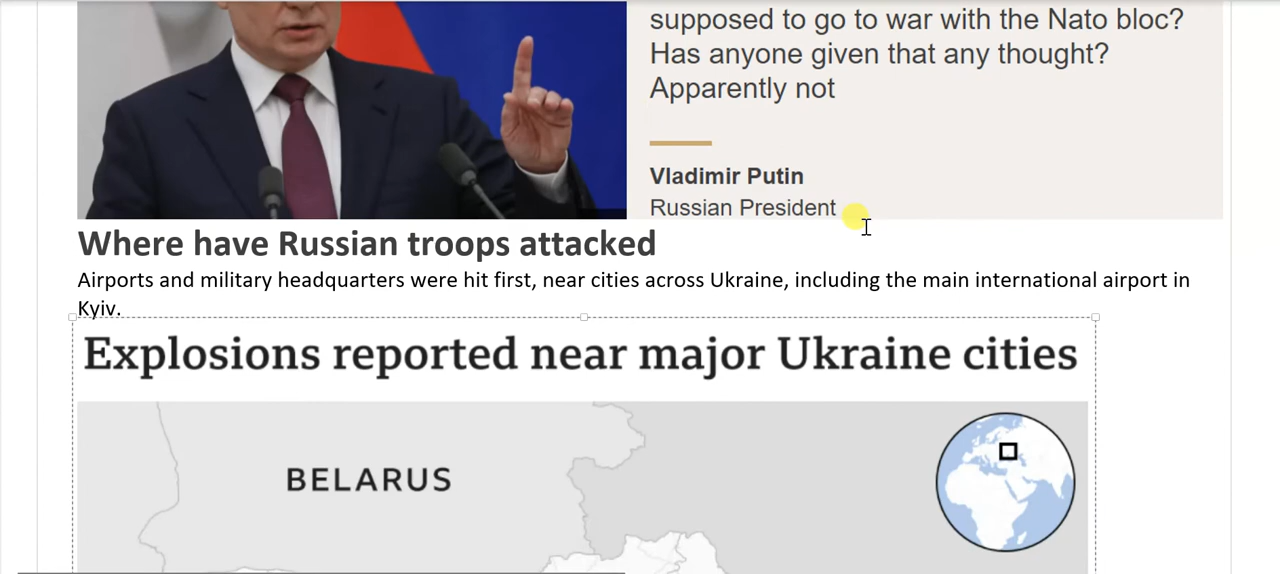 supposed to go to war with the Nato bloc?
Has anyone given that any thought?
Apparently not
Vladimir Putin
Russian President
Where have Russian troops attacked
Airports and military headquarters were hit first, near cities across Ukraine, including the main international airport in
Kyiv.
Explosions reported near major Ukraine cities
BELARUS